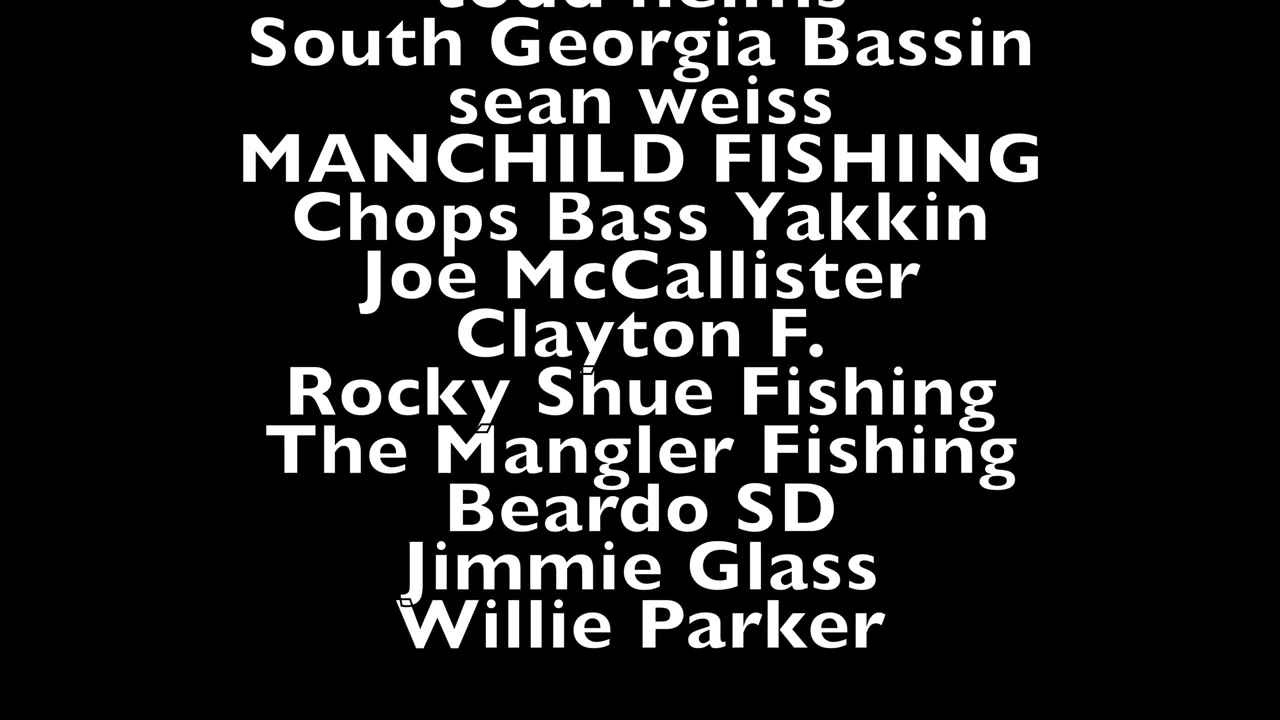 South Georgia Bassin
sean weiss
MANCHILD FISHING
Chops Bass Yakkin
Joe McCallister
Clayton F.
Rocky Shue Fishing
The Mangler Fishing
Beardo SD
Jimmie Glass
Willie Parker